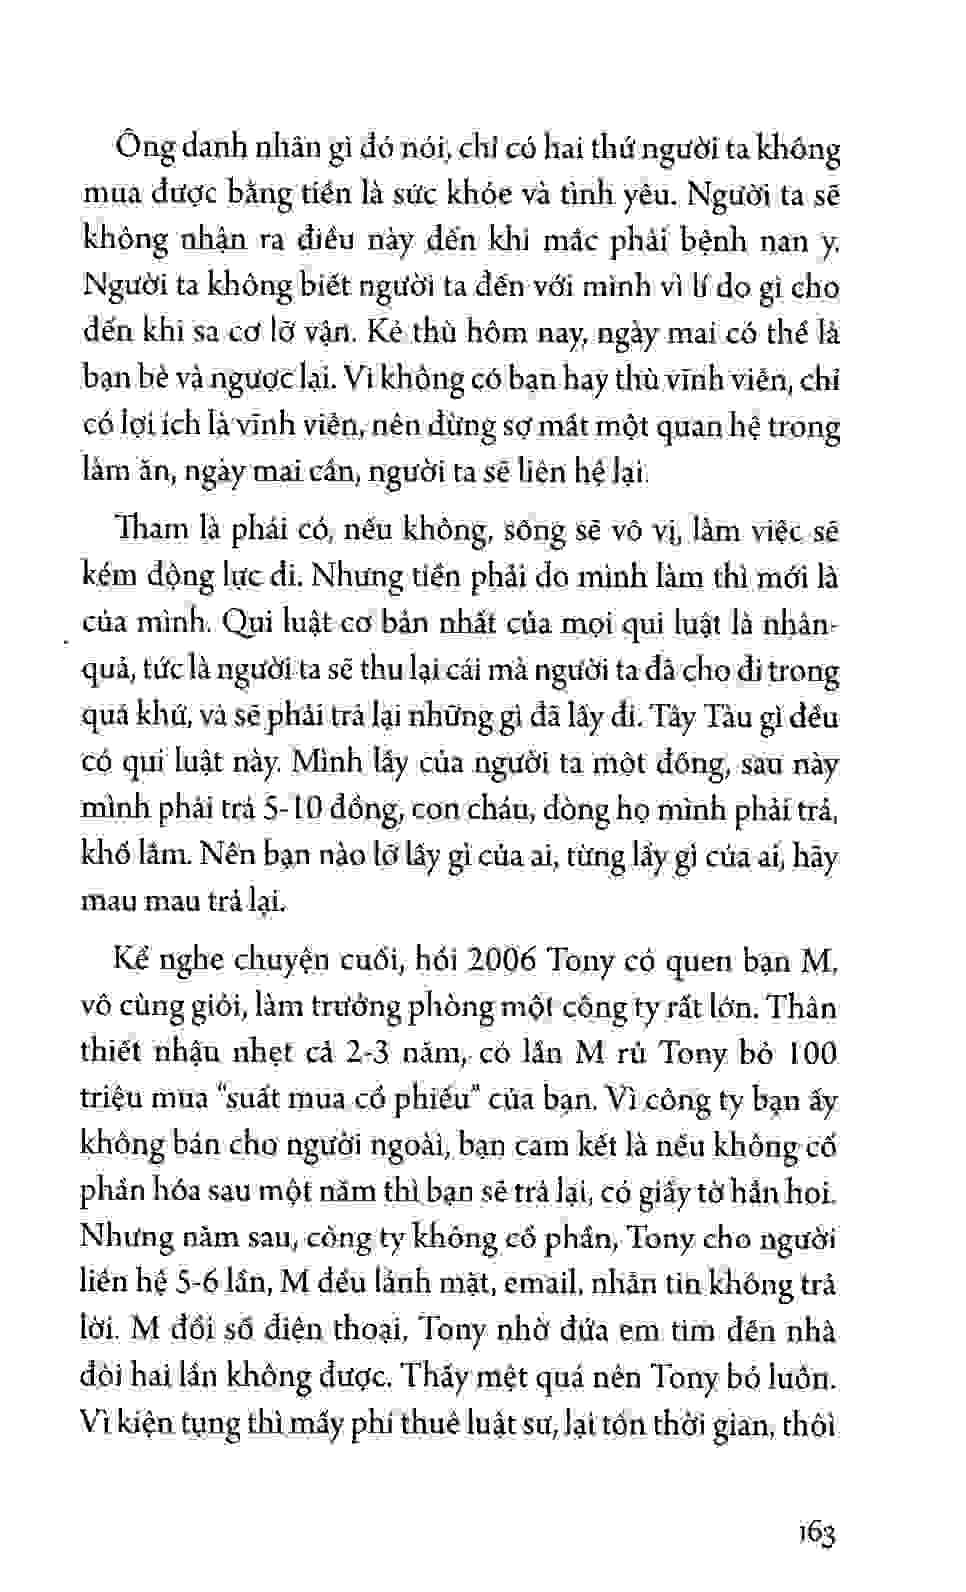 Ông danh nhân gì đó nói, chỉ có hai thứ người ta không
mua được bằng tiền là sức khỏe và tình yêu. Người ta sẽ
không nhận ra điều này đến khi mắc phải bệnh nan y.
Người ta không biết người ta đến với mình vì lí do gì cho
đến khi sa cơ lỡ vận. Kẻ thù hôm nay, ngày mai có thể là
bạn bè và ngược lại. Vì không có bạn hay thù vĩnh viễn, chỉ
có lợi ích là vĩnh viễn, nên đừng sợ mất một quan hệ trong
làm ăn, ngày mai cần, người ta sẽ liên hệ lại.
Tham là phải có, nếu không, sống sẽ vô vị, làm việc sẽ
kém động lực đi. Nhưng tiền phải do mình làm thì mới là
của mình. Qui luật cơ bản nhất của mọi qui luật là nhân-
quả, tức là người ta sẽ thu lại cái mà người ta đã cho đi trong
quá khứ, và sẽ phải trả lại những gì đã lấy đi. Tây Tàu gì đều
có qui luật này. Mình lấy của người ta một đồng, sau này
mình phải trả 5-10 đồng, con cháu, dòng họ mình phải trả,
khổ lắm. Nên bạn nào lỡ lấy gì của ai, từng lấy gì của ai, hãy
mau mau trả lại.
Kể nghe chuyện cuối, hồi 2006 Tony có quen bạn M,
vô cùng giỏi, làm trưởng phòng một công ty rất lớn. Thân
thiết nhậu nhẹt cả 2-3 năm, có lần M rủ Tony bỏ 100
triệu mua "suất mua cổ phiếu" của bạn. Vì công ty bạn ấy
không bán cho người ngoài, bạn cam kết là nếu không cổ
phần hóa sau một năm thì bạn sẽ trả lại, có giấy tờ hẳn hoi.
Nhưng năm sau, công ty không cổ phần, Tony cho người
liên hệ 5-6 lần, M đều lánh mặt, email, nhắn tin không trả
lời. M đổi số điện thoại, Tony nhờ đứa em tìm đến nhà
đòi hai lần không được. Thấy mệt quá nên Tony bỏ luôn.
Vì kiện tụng thì mấy phí thuê luật sư, lại tốn thời gian, thôi
163